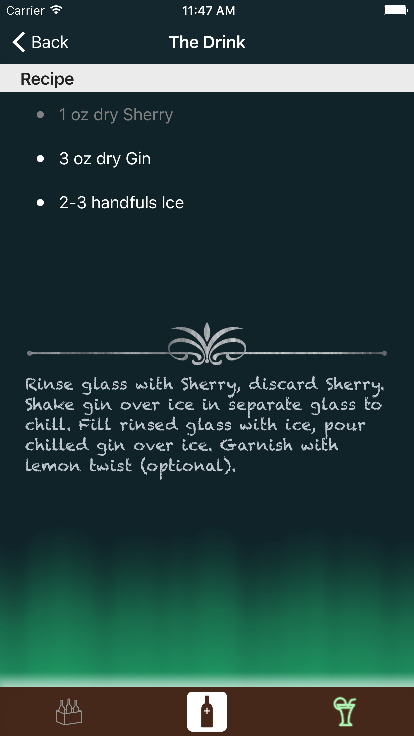 Carrier 11:47 AM
Back The Drink
Recipe
• 1 oz dry Sherry
• 3 oz dry Gin
• 2-3 handfuls Ice
Rinse glass with Sherry, discard Sherry.
Shake gin over ice in separate glass to
chill. Fill rinsed glass with ice, pour
chilled gin over ice. Garnish with
lemon twist (optional).